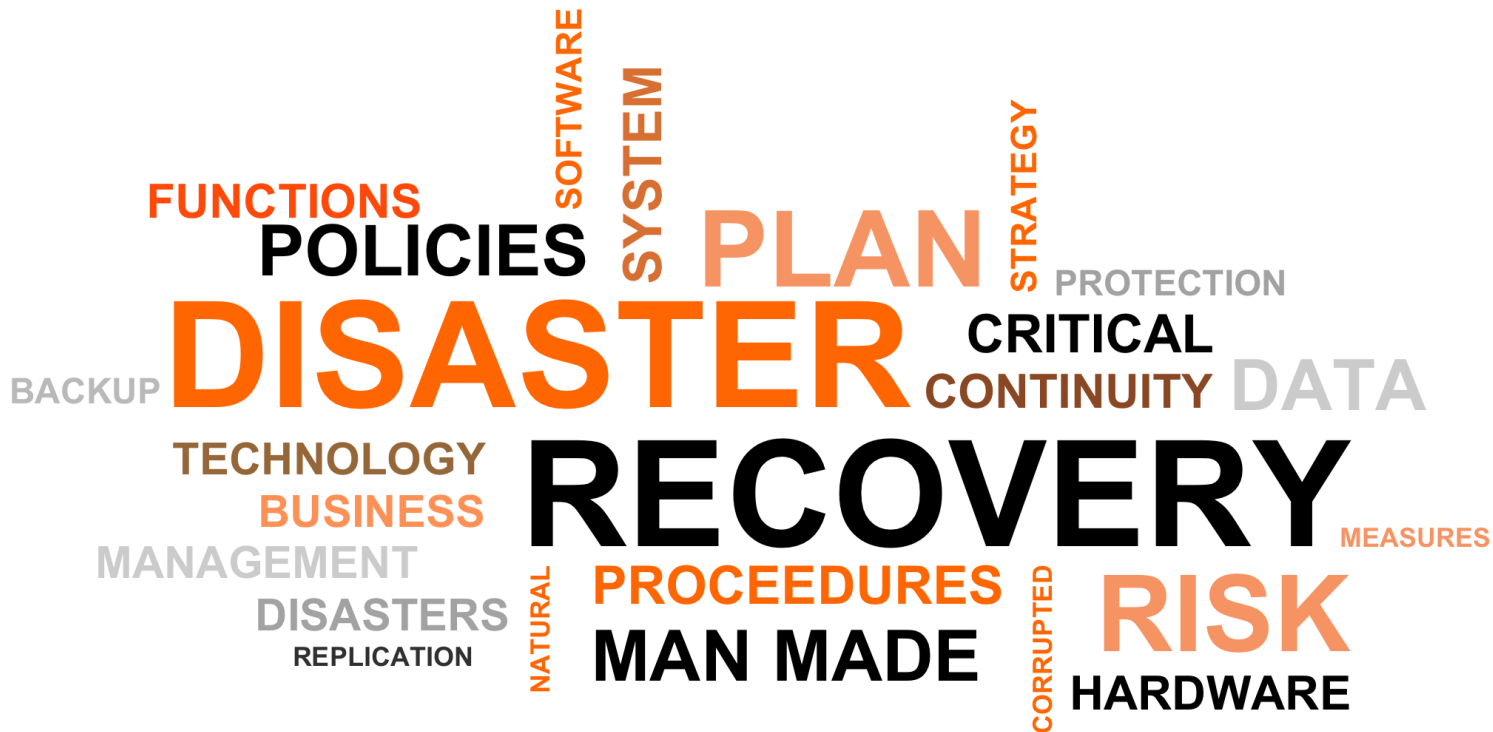 SOFTWARE
SYSTEM
STRATEGY
FUNCTIONS
POLICIES
PLAN
PROTECTION
DISASTER
CRITICAL
BACKUP
CONTINUITY
DATA
TECHNOLOGY
RECOVERY
BUSINESS
MEASURES
MANAGEMENT
NATURAL
PROCEEDURES
CORRUPTED
RISK
DISASTERS
REPLICATION
MAN MADE
HARDWARE